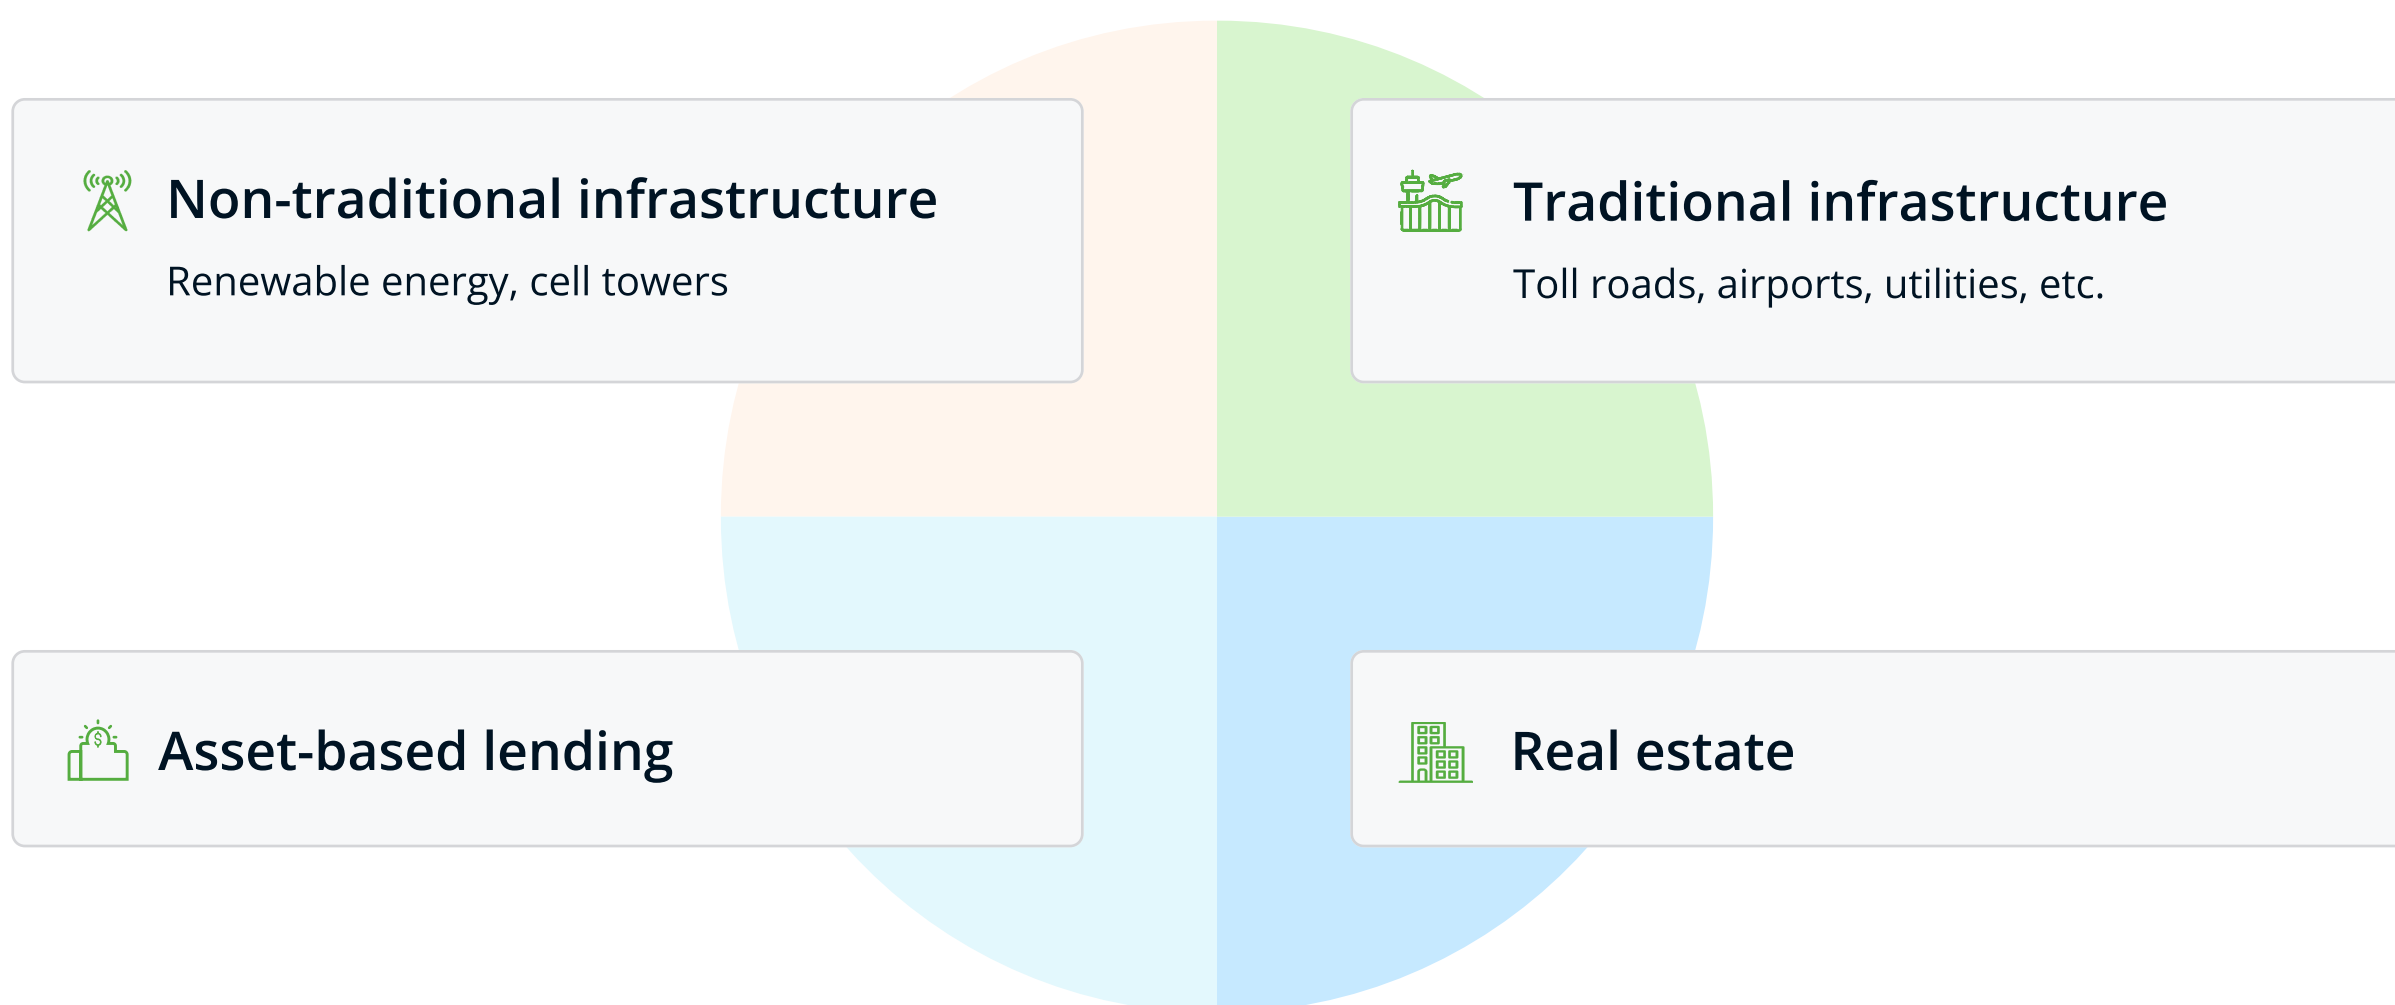 Non-traditional infrastructure
Renewable energy, cell towers
Traditional infrastructure
Toll roads, airports, utilities, etc.
Asset-based lending
$
Real estate